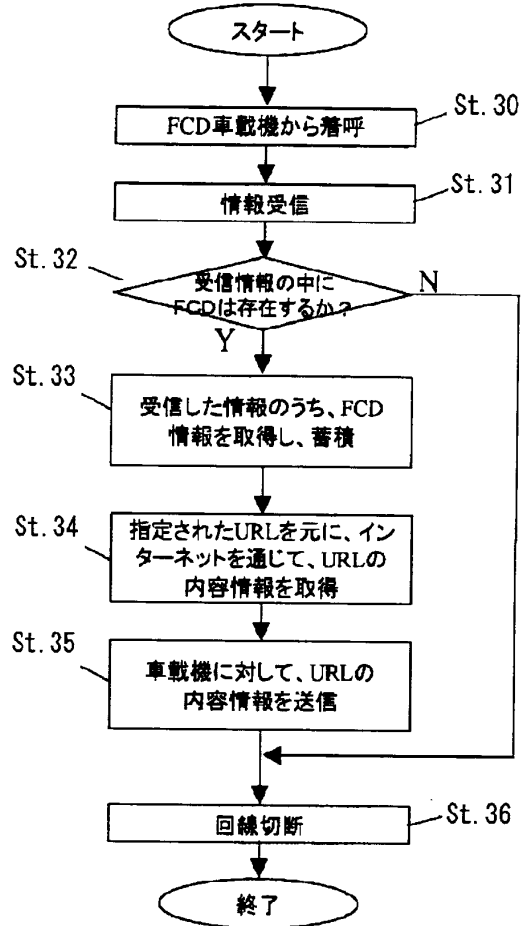 スタート
St.30
FCD車載機から着呼
St.31
情報受信
St.32
受信情報の中に
FCDは存在するか？
N
Y
St.33
受信した情報のうち、FCD
情報を取得し、蓄積
St.34
指定されたURLを元に、イン
ターネットを通じて、URLの
内容情報を取得
St.35
車載機に対して、URLの
内容情報を送信
St.36
回線切断
終了